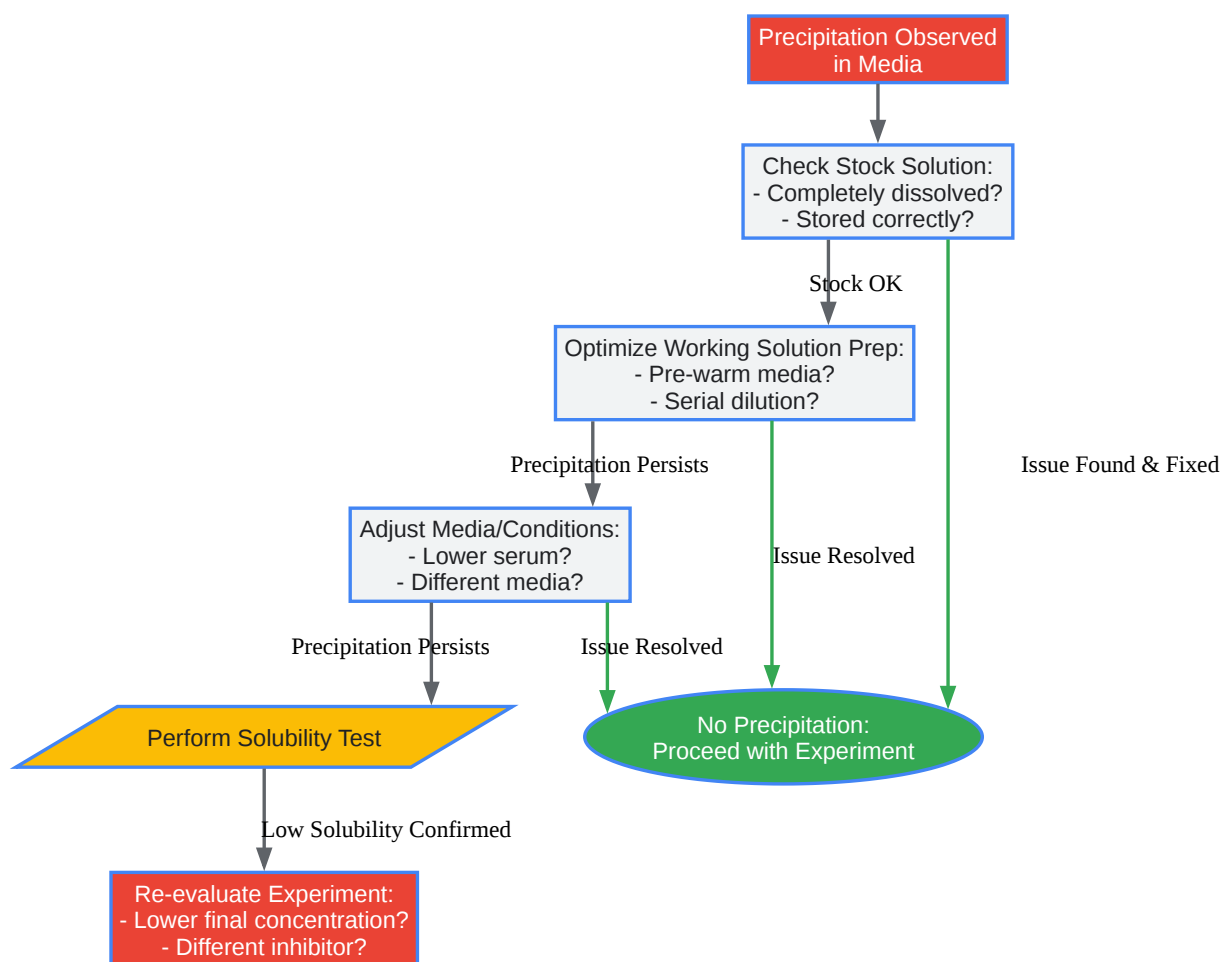 Precipitation Observed
in Media
Check Stock Solution:
- Completely dissolved?
- Stored correctly?
Stock OK
Optimize Working Solution Prep:
- Pre-warm media?
- Serial dilution?
Precipitation Persists
Issue Found & Fixed
Adjust Media/Conditions:
- Lower serum?
- Different media?
Issue Resolved
Precipitation Persists
Issue Resolved
Perform Solubility Test
No Precipitation:
Proceed with Experiment
Low Solubility Confirmed
Re-evaluate Experiment:
- Lower final concentration?
- Different inhibitor?